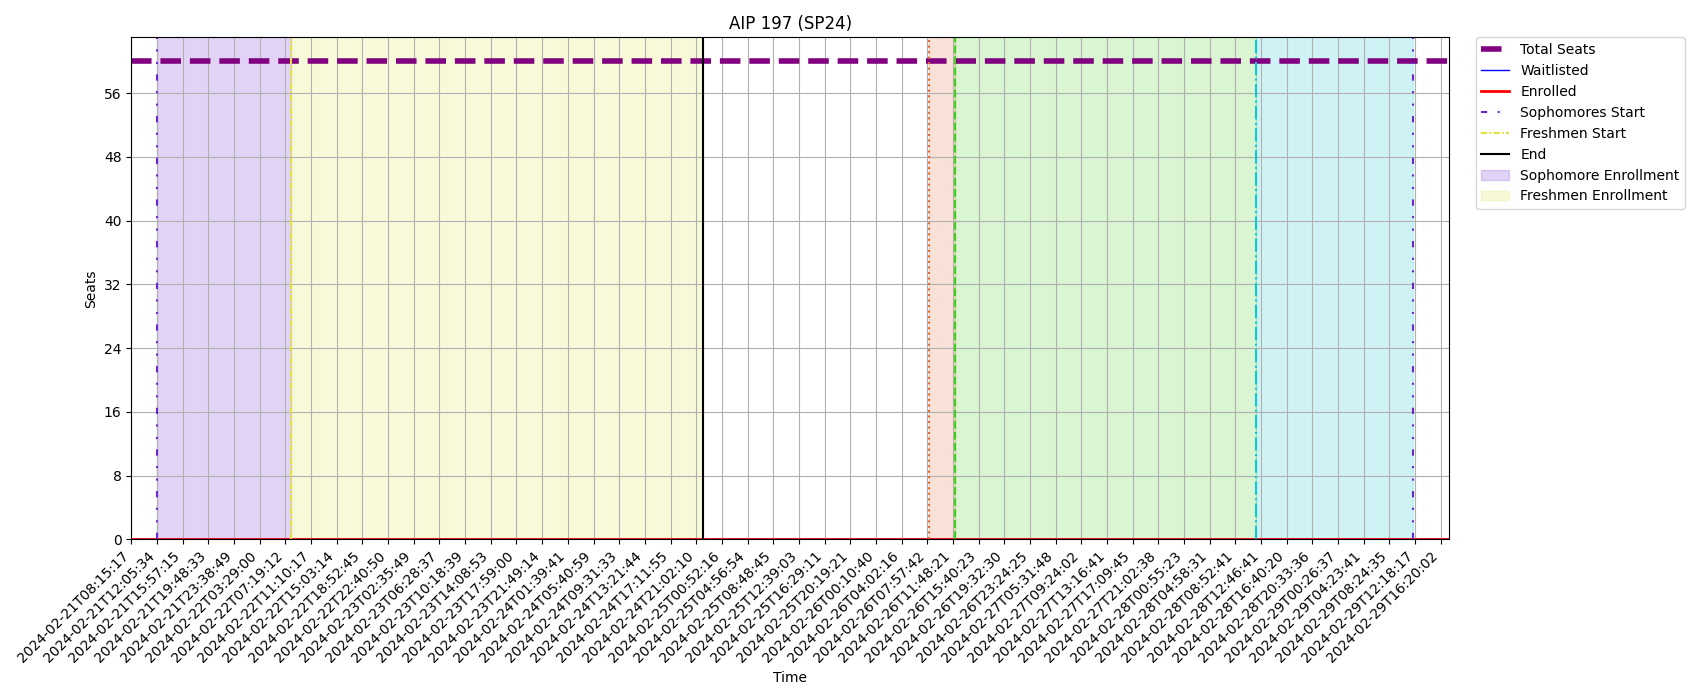 AIP 197 (SP24)
Total Seats
Waitlisted
Enrolled
Sophomores Start
Freshmen Start
End
Sophomore Enrollment
Freshmen Enrollment
56
48
40
32
24
16
8
0
Seats
2024-02-21T08:15:17
2024-02-21T12:05:34
2024-02-21T15:57:15
2024-02-21T19:48:33
2024-02-21T23:38:49
2024-02-22T03:29:00
2024-02-22T07:19:12
2024-02-22T11:10:17
2024-02-22T15:03:14
2024-02-22T18:52:45
2024-02-22T22:40:50
2024-02-23T02:35:49
2024-02-23T06:28:37
2024-02-23T10:18:39
2024-02-23T14:08:53
2024-02-23T17:59:00
2024-02-23T21:49:14
2024-02-24T01:39:41
2024-02-24T05:40:59
2024-02-24T09:31:33
2024-02-24T13:21:44
2024-02-24T17:11:55
2024-02-24T21:02:10
2024-02-25T00:52:16
2024-02-25T04:56:54
2024-02-25T08:48:45
2024-02-25T12:39:03
2024-02-25T16:29:11
2024-02-25T20:19:21
2024-02-26T00:10:40
2024-02-26T04:02:16
2024-02-26T07:57:42
2024-02-26T11:48:21
2024-02-26T15:40:23
2024-02-26T19:32:30
2024-02-26T23:24:25
2024-02-27T05:31:48
2024-02-27T09:24:02
2024-02-27T13:16:41
2024-02-27T17:09:45
2024-02-27T21:02:38
2024-02-28T00:55:23
2024-02-28T04:58:31
2024-02-28T08:52:41
2024-02-28T12:46:41
2024-02-28T16:40:20
2024-02-28T20:33:36
2024-02-29T00:26:37
2024-02-29T04:23:41
2024-02-29T08:24:35
2024-02-29T12:18:17
2024-02-29T16:20:02
Time